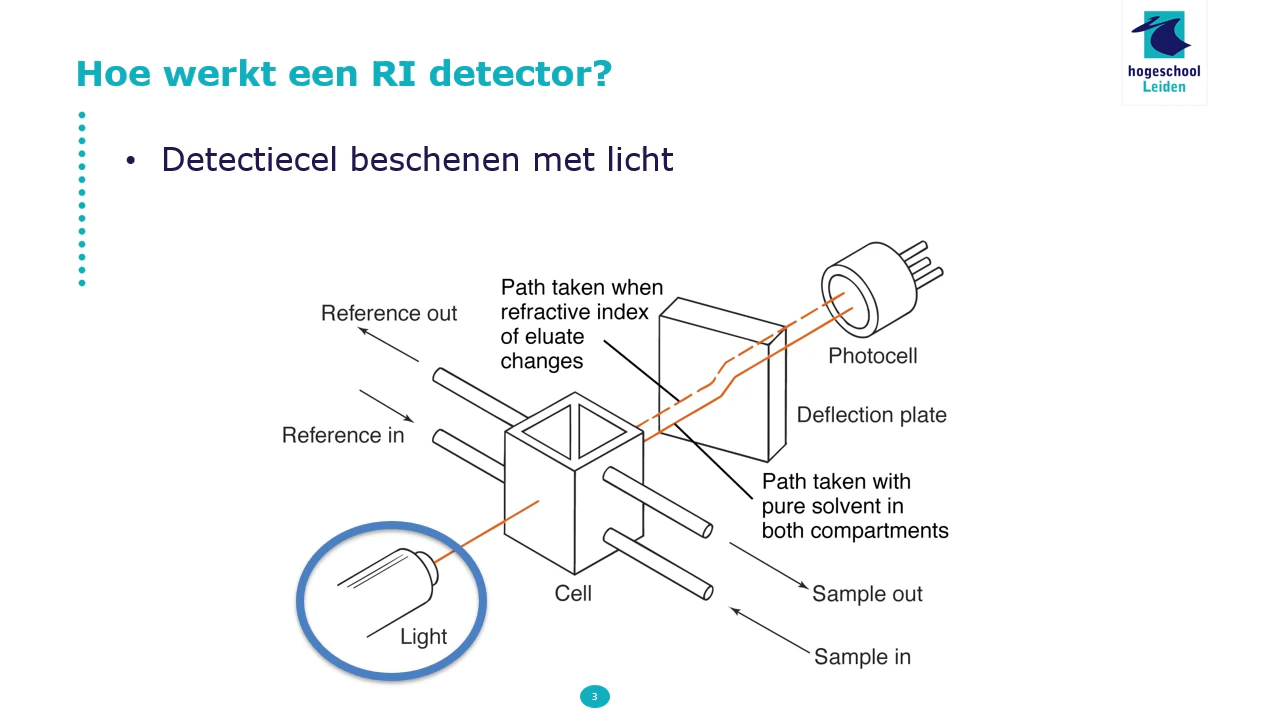 Hoe werkt een RI detector?
hogeschool
Leiden
• Detectiecel beschenen met licht
Path taken when
refractive index
of eluate
changes
Reference out
Photocell
Reference in
Deflection plate
Path taken with
pure solvent in
both compartments
Cell
Sample out
Light
Sample in
3